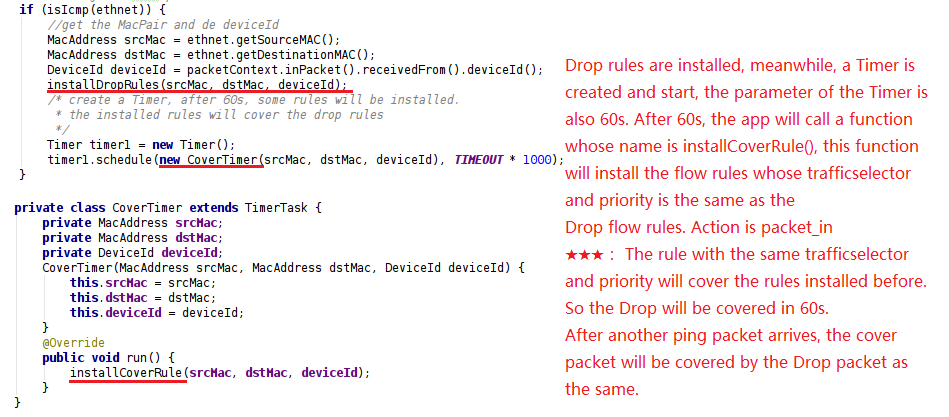 if (isIcmp(ethnet)) {
//get the MacPair and de deviceId
MacAddress srcMac = ethnet.getSourceMAC();
MacAddress dstMac = ethnet.getDestinationMAC();
DeviceId deviceId = packetContext.inPacket().receivedFrom().deviceId();
installDropRules(srcMac, dstMac, deviceId);
/* create a Timer, after 60s, some rules will be installed.
* the installed rules will cover the drop rules
*/
Timer timer1 = new Timer();
timer1.schedule(new CoverTimer(srcMac, dstMac, deviceId), TIMEOUT * 1000);
}
private class CoverTimer extends TimerTask {
private MacAddress srcMac;
private MacAddress dstMac;
private DeviceId deviceId;
CoverTimer(MacAddress srcMac, MacAddress dstMac, DeviceId deviceId) {
this.srcMac = srcMac;
this.dstMac = dstMac;
this.deviceId = deviceId;
}
@Override
public void run() {
installCoverRule(srcMac, dstMac, deviceId);
}
}
Drop rules are installed, meanwhile, a Timer is
created and start, the parameter of the Timer is
also 60s. After 60s, the app will call a function
whose name is installCoverRule(), this function
will install the flow rules whose trafficselector
and priority is the same as the
Drop flow rules. Action is packet_in
★★★ : The rule with the same trafficselector
and priority will cover the rules installed before.
So the Drop will be covered in 60s.
After another ping packet arrives, the cover
packet will be covered by the Drop packet as
the same.